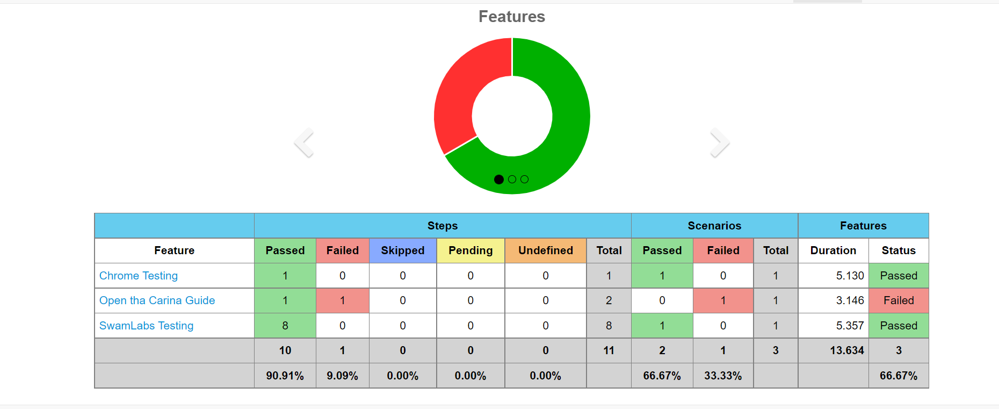 Features
Steps Scenarios Features
Feature Passed Failed Skipped Pending Undefined Total Passed Failed Total Duration Status
Chrome Testing 1 0 0 0 0 1 1 0 1 5.130 Passed
Open tha Carina Guide 1 1 0 0 0 2 0 1 1 3.146 Failed
SwamLabs Testing 8 0 0 0 0 8 1 0 1 5.357 Passed
10 1 0 0 0 11 2 1 3 13.634 3
90.91% 9.09% 0.00% 0.00% 0.00% 66.67% 33.33% 66.67%